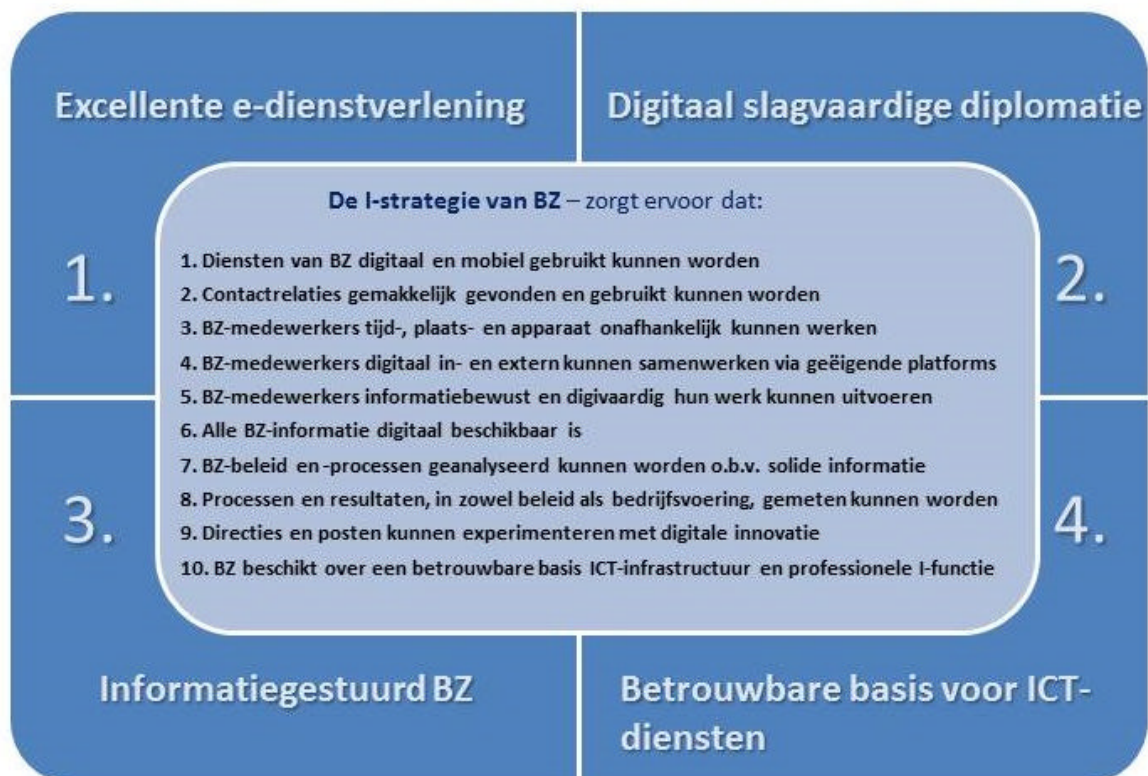 Excellente e-dienstverlening
Digitaal slagvaardige diplomatie
De I-strategie van BZ – zorgt ervoor dat:
1.
2.
1. Diensten van BZ digitaal en mobiel gebruikt kunnen worden
2. Contactrelaties gemakkelijk gevonden en gebruikt kunnen worden
3. BZ-medewerkers tijd-, plaats- en apparaat onafhankelijk kunnen werken
4. BZ-medewerkers digitaal in- en extern kunnen samenwerken via geëigende platforms
5. BZ-medewerkers informatiebewust en digivaardig hun werk kunnen uitvoeren
6. Alle BZ-informatie digitaal beschikbaar is
7. BZ-beleid en -processen geanalyseerd kunnen worden o.b.v. solide informatie
8. Processen en resultaten, in zowel beleid als bedrijfsvoering, gemeten kunnen worden
9. Directies en posten kunnen experimenteren met digitale innovatie
10. BZ beschikt over een betrouwbare basis ICT-infrastructuur en professionele I-functie
3.
4.
Informatiegestuurd BZ
Betrouwbare basis voor ICT-
diensten